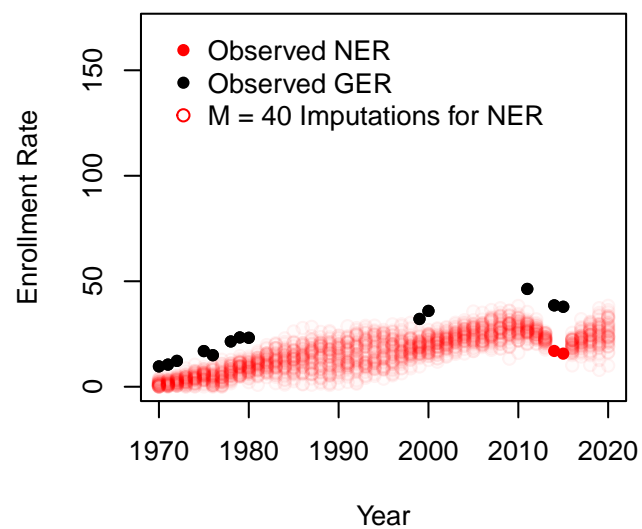 Observed NER
Observed GER
M = 40 Imputations for NER
Enrollment Rate
150
100
50
0
1970 1980 1990 2000 2010 2020
Year